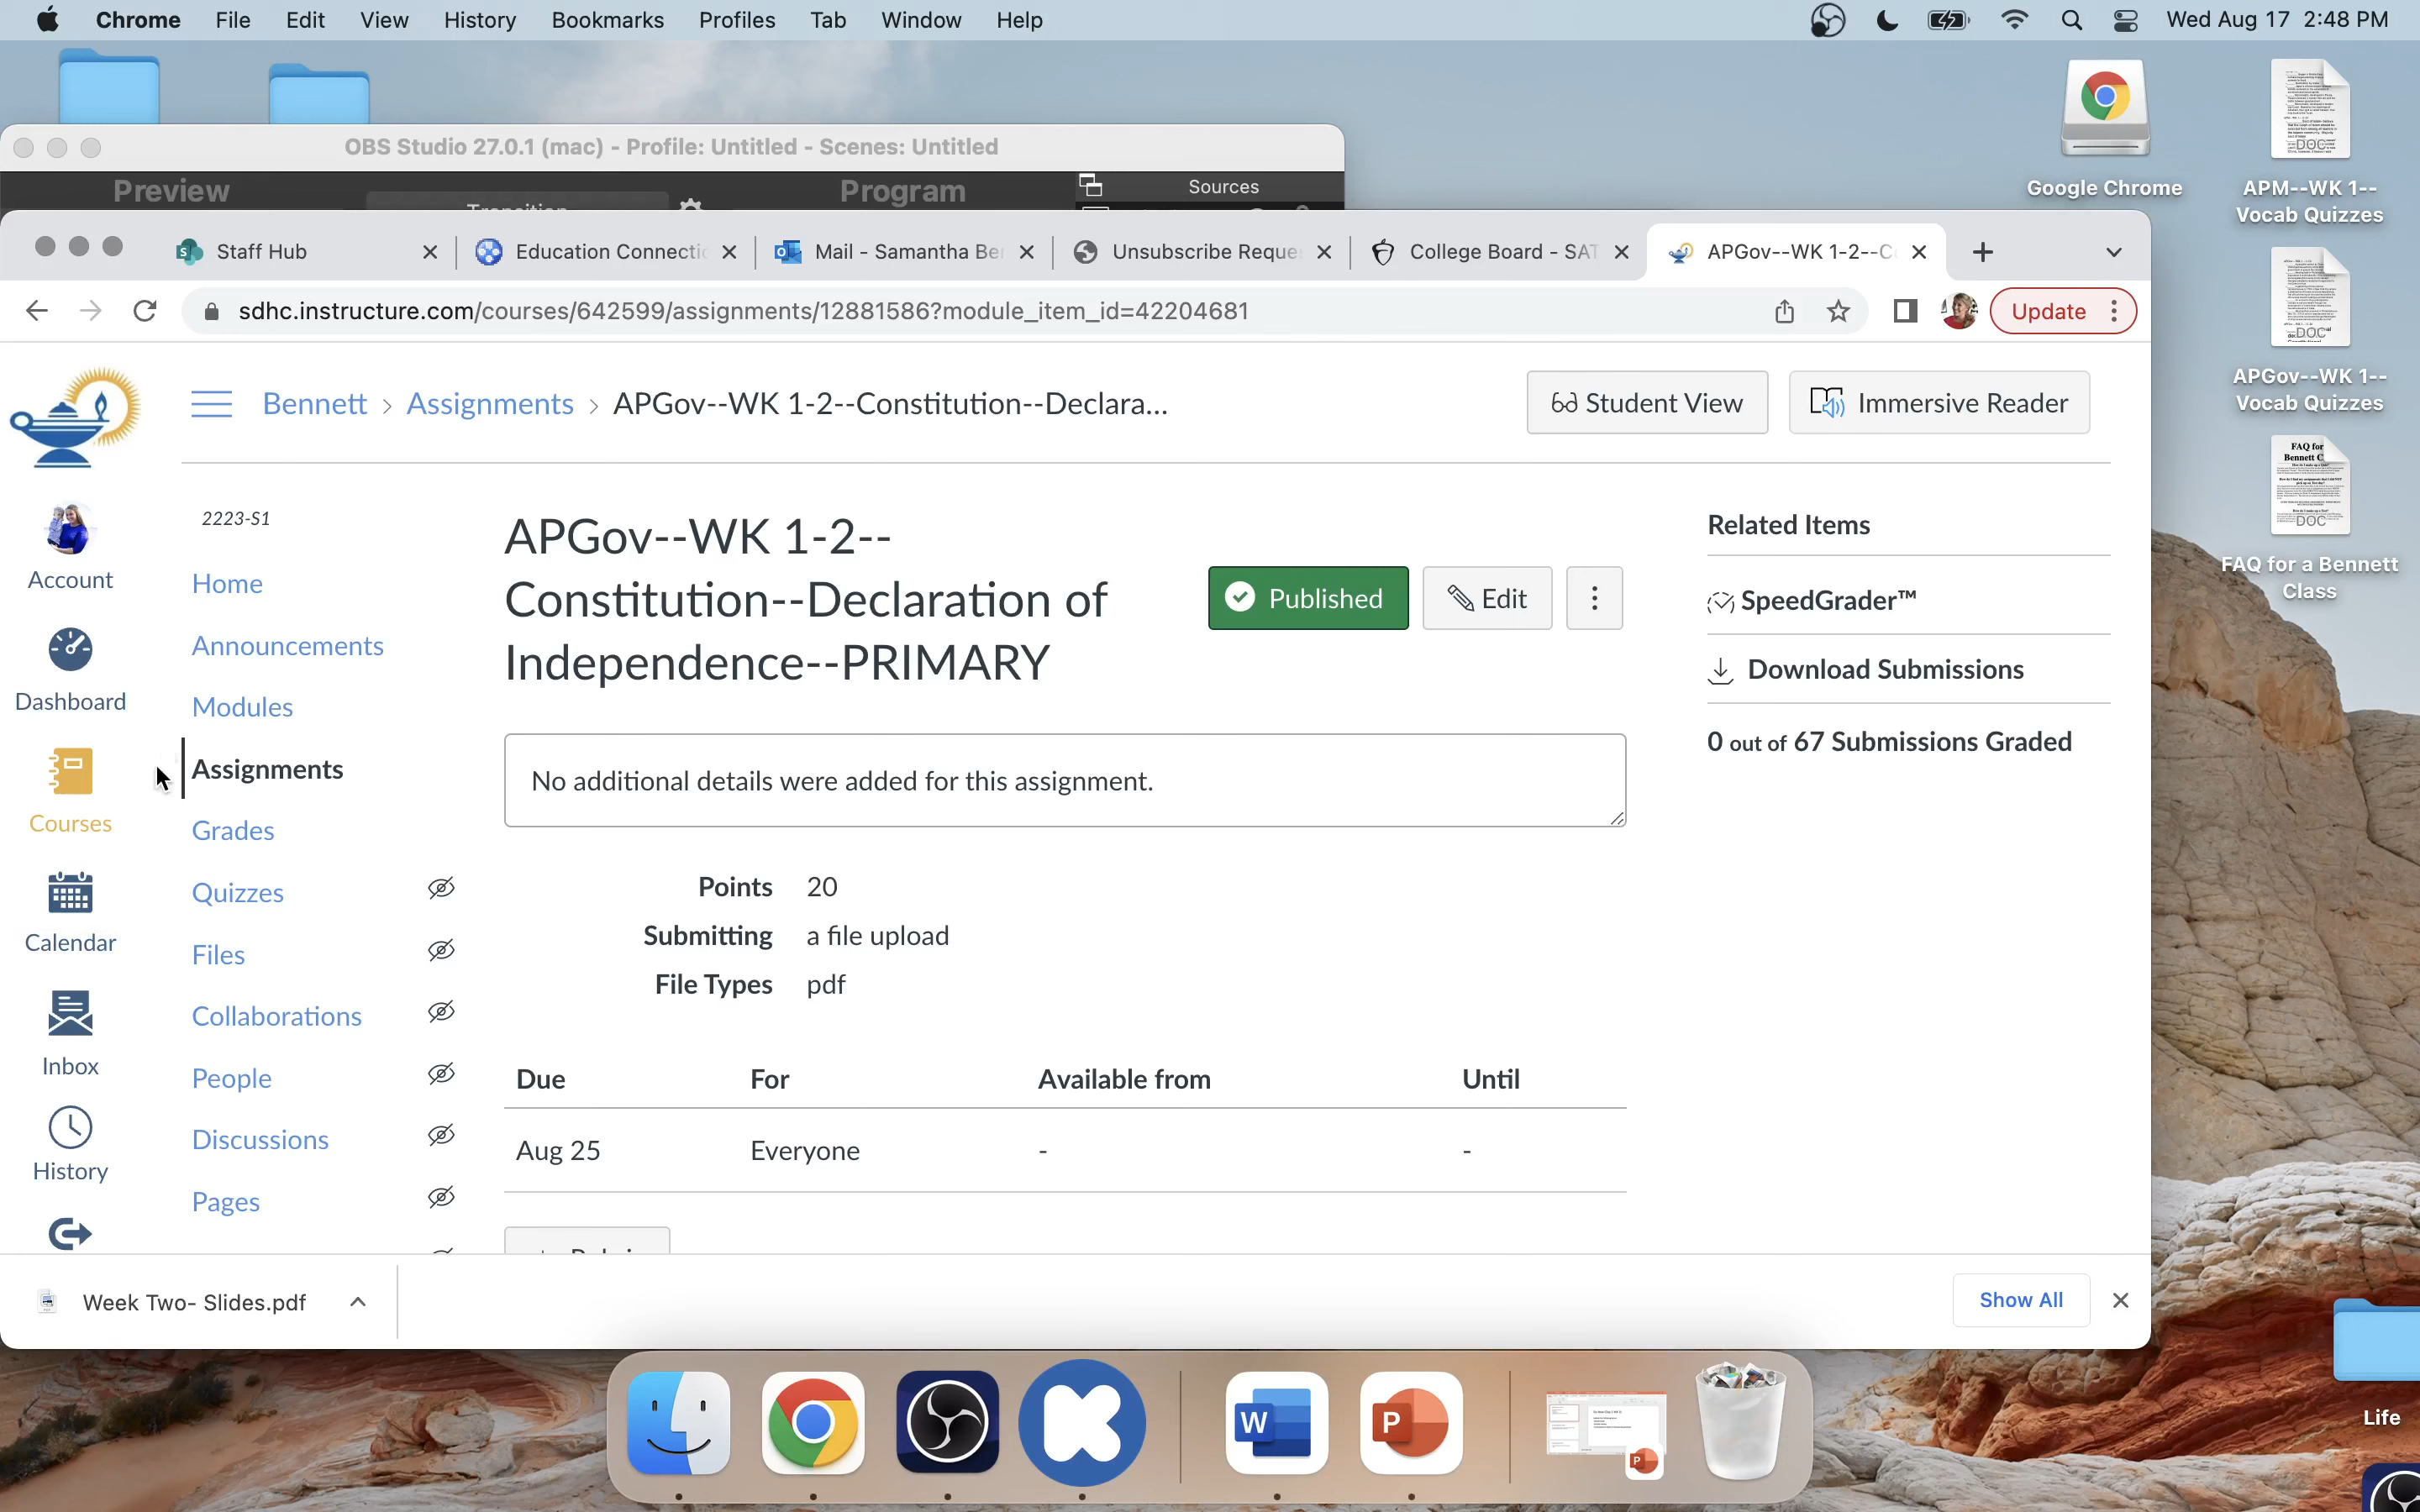 Chrome File Edit View History Bookmarks Profiles Tab Window Help Wed Aug 17 2:48 PM
OBS Studio 27.0.1 (mac) - Profile: Untitled - Scenes: Untitled
Preview Program Sources
Google Chrome
DOC
APM--WK 1--
Vocab Quizzes
DOC
APGov--WK 1--
Vocab Quizzes
FAQ for
Bennett C
DOC
FAQ for a Bennett
Class
Staff Hub
Education Connectic
Mail - Samantha Be
Unsubscribe Reque
College Board - SAT
APGov--WK 1-2--C
sdhc.instructure.com/courses/642599/assignments/12881586?module_item_id=42204681
Update
Bennett > Assignments > APGov--WK 1-2--Constitution--Declara...
Student View
Immersive Reader
Account
Dashboard
Courses
Calendar
Inbox
History
2223-S1
Home
Announcements
Modules
Assignments
Grades
Quizzes
Files
Collaborations
People
Discussions
Pages
APGov--WK 1-2--
Constitution--Declaration of
Independence--PRIMARY
Published
Edit
No additional details were added for this assignment.
Points 20
Submitting a file upload
File Types pdf
Due For Available from Until
Aug 25 Everyone - -
Related Items
SpeedGrader™
Download Submissions
0 out of 67 Submissions Graded
Week Two- Slides.pdf
Show All
W
P
P
Life